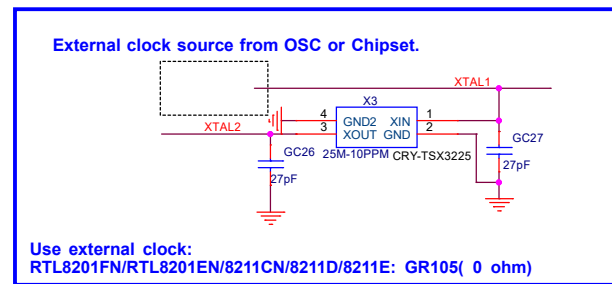 External clock source from OSC or Chipset.
XTAL1
X3
4 GND2 XIN 1
XTAL2 3 XOUT GND 2
GC26 25M-10PPM CRY-TSX3225 GC27
27pF 27pF
Use external clock:
RTL8201FN/RTL8201EN/8211CN/8211D/8211E: GR105( 0 ohm)